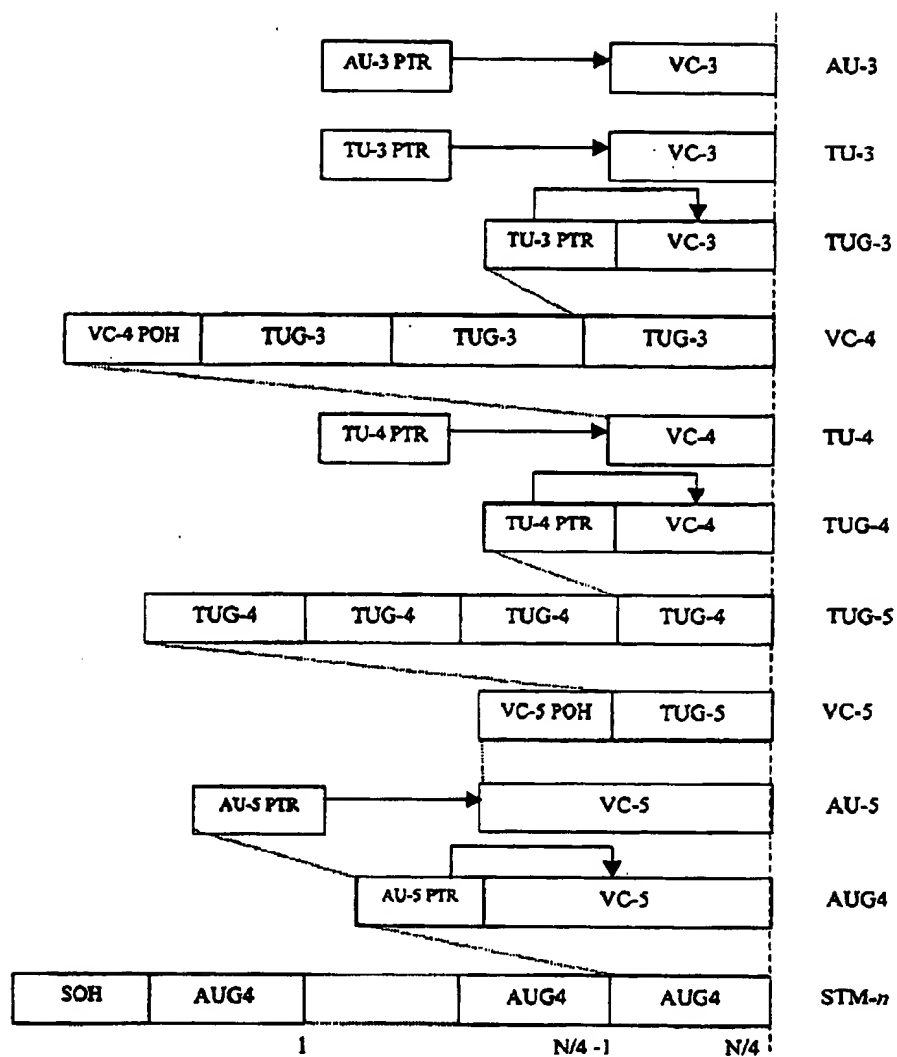 AU-3 PTR VC-3 AU-3
TU-3 PTR VC-3 TU-3
TU-3 PTR VC-3 TUG-3
VC-4 POH TUG-3 TUG-3 TUG-3 VC-4
TU-4 PTR VC-4 TU-4
TU-4 PTR VC-4 TUG-4
TUG-4 TUG-4 TUG-4 TUG-4 TUG-5
VC-5 POH TUG-5 VC-5
AU-5 PTR VC-5 AU-5
AU-5 PTR VC-5 AUG4
SOH AUG4 AUG4 AUG4 STM-n
1 N/4 -1 N/4